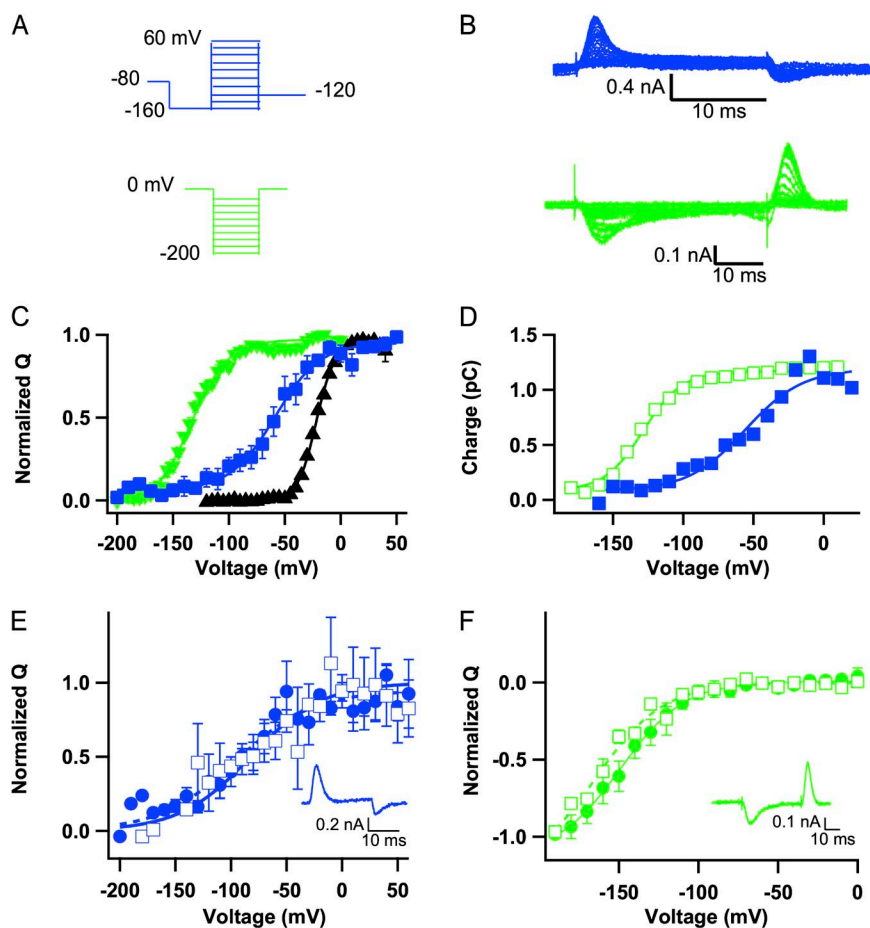 A
60 mV
-80
-160
-120
0 mV
-200
B
0.4 nA
10 ms
0.1 nA
10 ms
C
Normalized Q
1.0
0.5
0.0
-200 -150 -100 -50 0 50
Voltage (mV)
D
Charge (pC)
1.5
1.0
0.5
0.0
-150 -100 -50 0
Voltage (mV)
E
Normalized Q
1.0
0.5
0.0
0.2 nA
10 ms
-200 -150 -100 -50 0 50
Voltage (mV)
F
Normalized Q
0.0
-0.5
-1.0
0.1 nA
10 ms
-150 -100 -50 0
Voltage (mV)